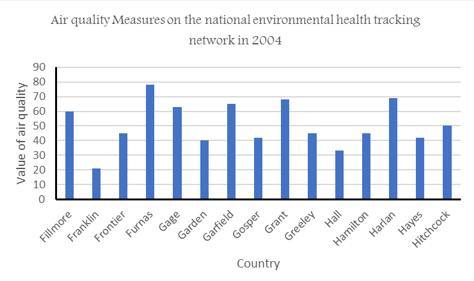 Air quality Measures on the national environmental health tracking
network in 2004
90
80
70
60
50
40
30
20
10
0
Value of air quality
Fillmore
Franklin
Frontier
Furnas
Gage
Garden
Garfield
Gosper
Grant
Greeley
Hall
Hamilton
Harlan
Hayes
Hitchcock
Country